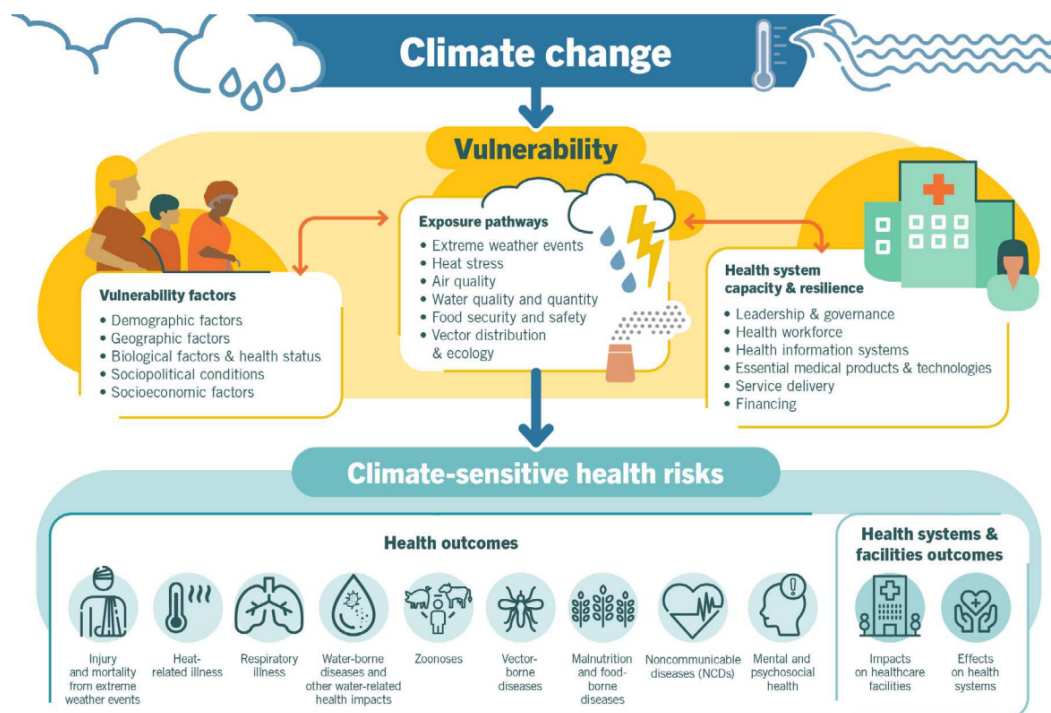 Climate change
Vulnerability
Vulnerability factors
• Demographic factors
• Geographic factors
• Biological factors & health status
• Sociopolitical conditions
• Socioeconomic factors
Exposure pathways
• Extreme weather events
• Heat stress
• Air quality
• Water quality and quantity
• Food security and safety
• Vector distribution
& ecology
Health system
capacity & resilience
• Leadership & governance
• Health workforce
• Health information systems
• Essential medical products & technologies
• Service delivery
• Financing
Climate-sensitive health risks
Health outcomes
Injury
and mortality
from extreme
weather events
Heat-
related illness
Respiratory
illness
Water-borne
diseases and
other water-related
health impacts
Zoonoses
Vector-
borne
diseases
Malnutrition
and food-
borne
diseases
Noncommunicable
diseases (NCDs)
Mental and
psychosocial
health
Health systems &
facilities outcomes
Impacts
on healthcare
facilities
Effects
on health
systems